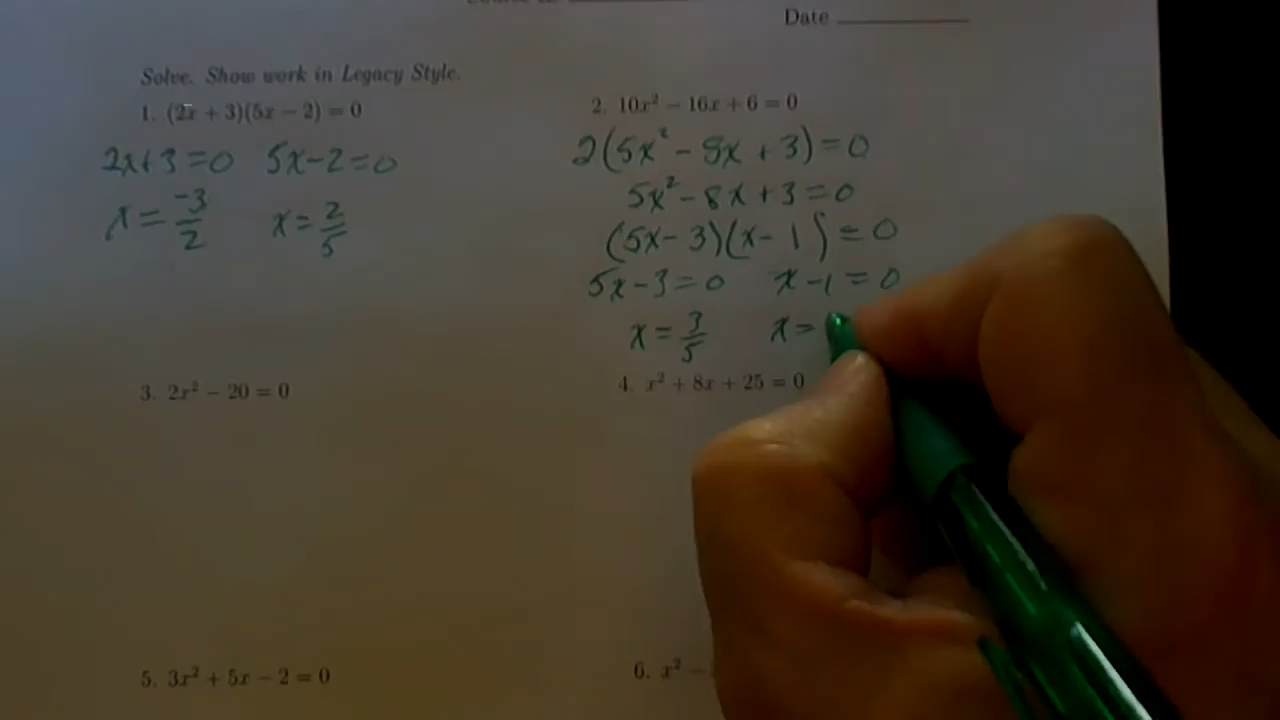 Date
Solve. Show work in Legacy Style.
1. (2x + 3)(5x − 2) = 0
2x+3=0 5x-2=0
x = -3/2 x = 2/5
2. 10x² − 16x + 6 = 0
2(5x² - 8x + 3) = 0
5x² - 8x + 3 = 0
(5x - 3)(x - 1) = 0
5x - 3 = 0 x - 1 = 0
x = 3/5 x =
3. 2x² − 20 = 0
4. x² + 8x + 25 = 0
5. 3x² + 5x − 2 = 0
6. x² −